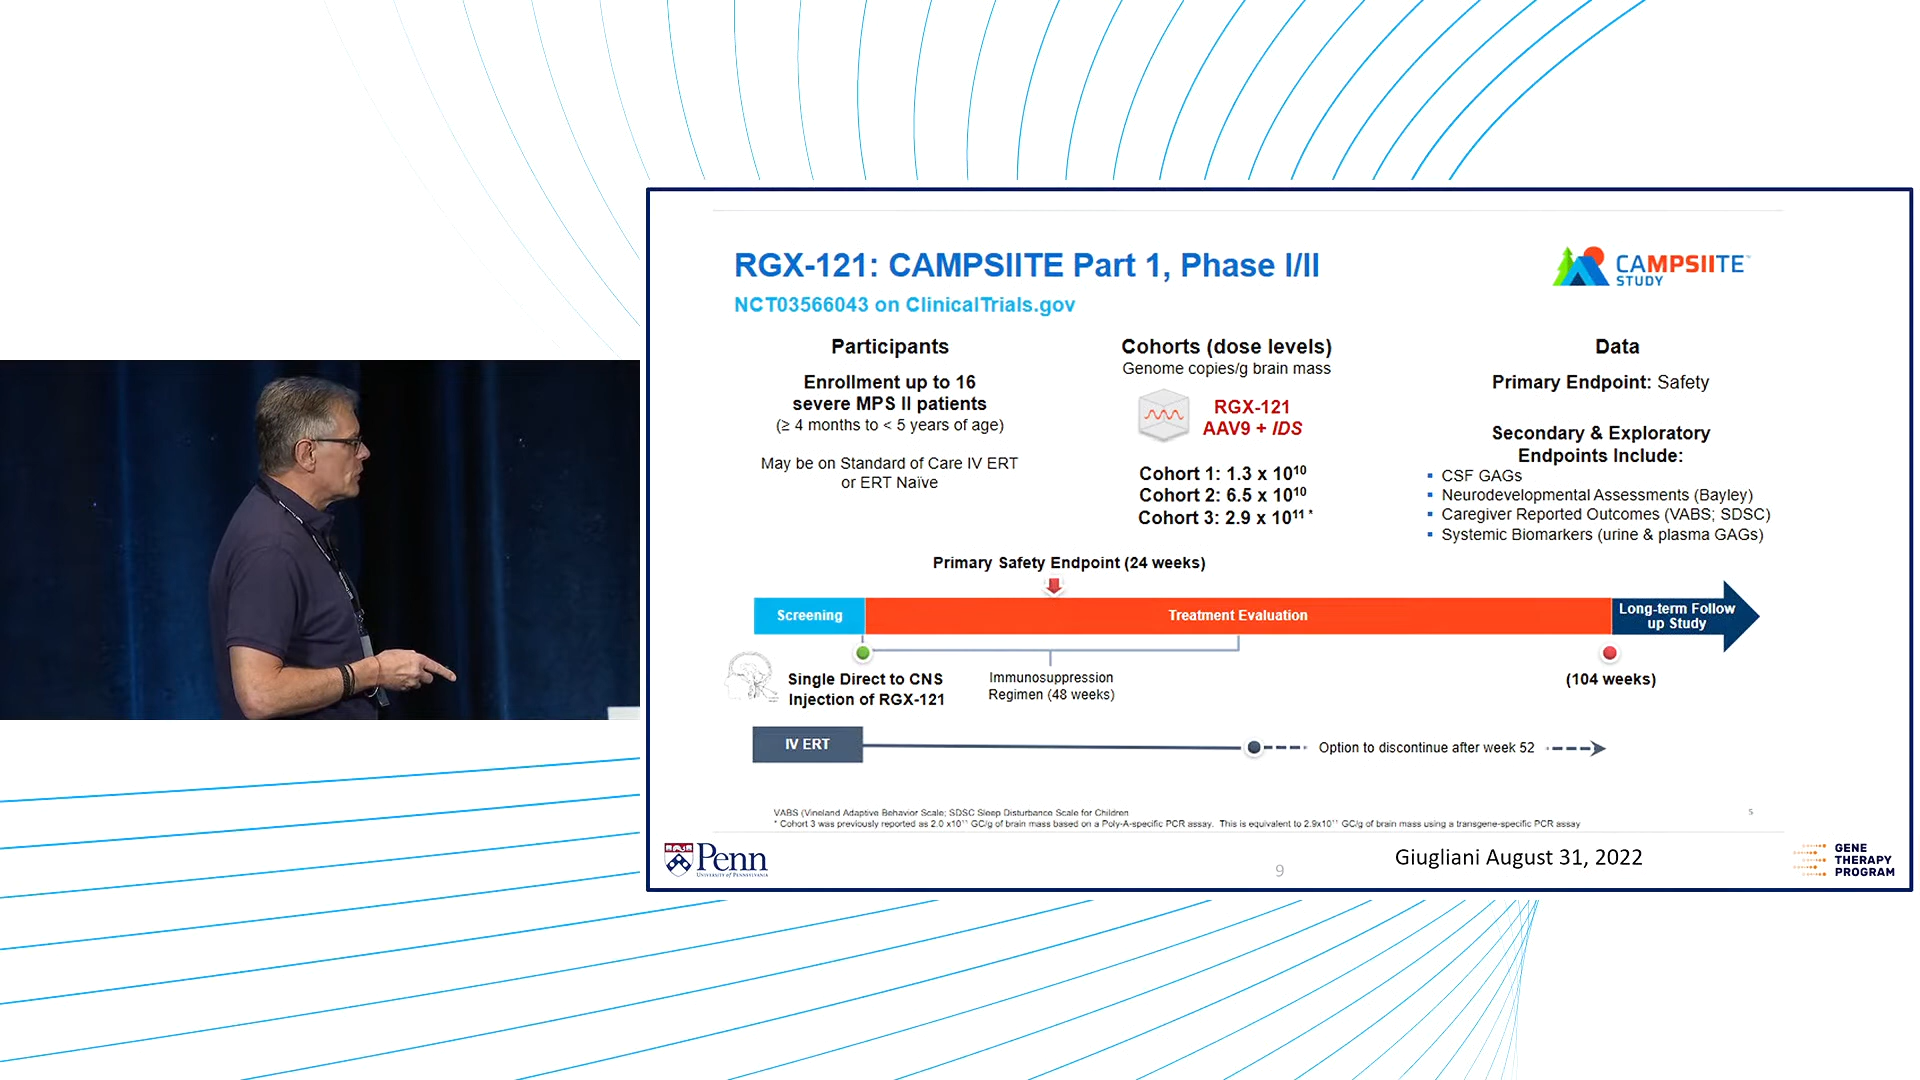 RGX-121: CAMPSIITE Part 1, Phase I/II
NCT03566043 on ClinicalTrials.gov
CAMPSIITE
STUDY
Participants
Enrollment up to 16
severe MPS II patients
(≥ 4 months to < 5 years of age)
May be on Standard of Care IV ERT
or ERT Naïve
Cohorts (dose levels)
Genome copies/g brain mass
RGX-121
AAV9 + IDS
Cohort 1: 1.3 x 10¹⁰
Cohort 2: 6.5 x 10¹⁰
Cohort 3: 2.9 x 10¹¹ *
Data
Primary Endpoint: Safety
Secondary & Exploratory
Endpoints Include:
▪ CSF GAGs
▪ Neurodevelopmental Assessments (Bayley)
▪ Caregiver Reported Outcomes (VABS; SDSC)
▪ Systemic Biomarkers (urine & plasma GAGs)
Primary Safety Endpoint (24 weeks)
Screening
Treatment Evaluation
Long-term Follow
up Study
Single Direct to CNS
Injection of RGX-121
Immunosuppression
Regimen (48 weeks)
(104 weeks)
IV ERT
Option to discontinue after week 52
VABS (Vineland Adaptive Behavior Scale; SDSC Sleep Disturbance Scale for Children
* Cohort 3 was previously reported as 2.0 x10¹¹ GC/g of brain mass based on a Poly-A-specific PCR assay. This is equivalent to 2.9x10¹¹ GC/g of brain mass using a transgene-specific PCR assay
5
Penn
UNIVERSITY of PENNSYLVANIA
9
Giugliani August 31, 2022
GENE
THERAPY
PROGRAM